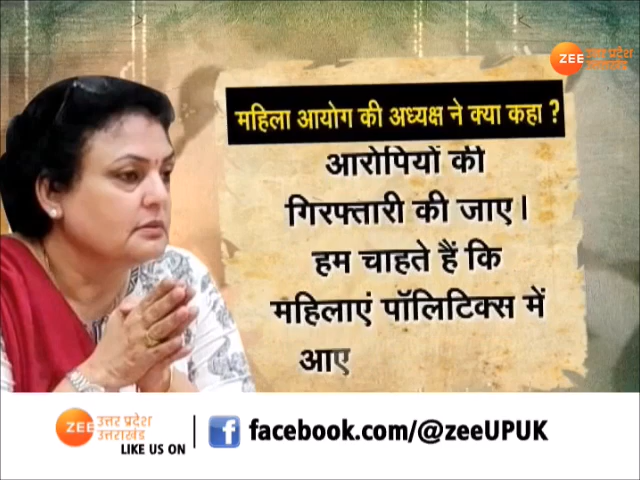 ZEE उत्तर प्रदेश
उत्तराखंड
महिला आयोग की अध्यक्ष ने क्या कहा ?
आरोपियों की
गिरफ्तारी की जाए।
हम चाहते हैं कि
महिलाएं पॉलिटिक्स में
आए
ZEE उत्तर प्रदेश
उत्तराखंड
LIKE US ON
f facebook.com/@zeeUPUK